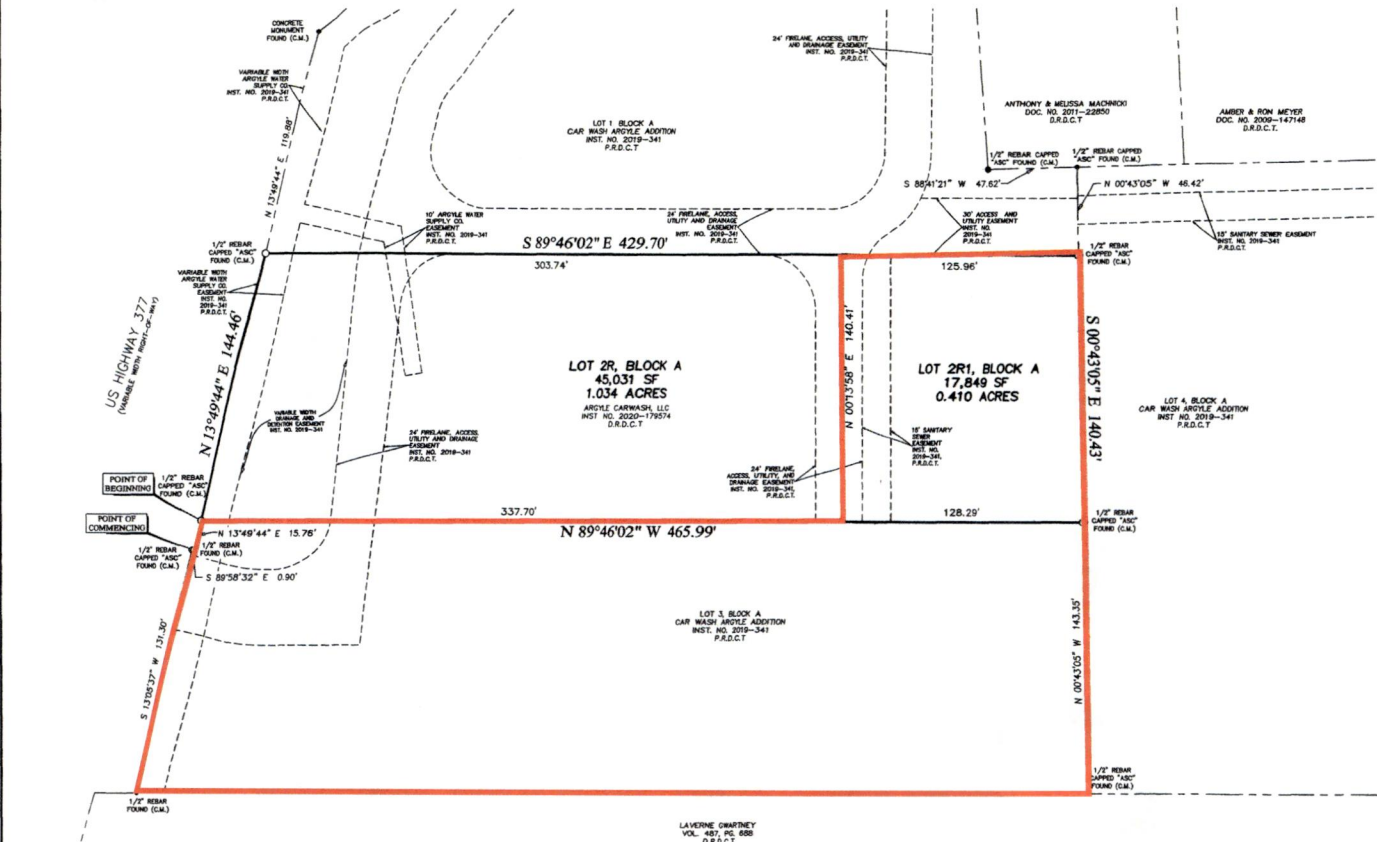 CONCRETE
MONUMENT
FOUND (C.M.)
VARIABLE WIDTH
ARGYLE WATER
SUPPLY CO.
INST. NO. 2019-341
P.R.D.C.T.
N 13°49'44" E 119.88'
24' FIRELANE, ACCESS, UTILITY
AND DRAINAGE EASEMENT
INST. NO. 2019-341
P.R.D.C.T.
LOT 1 BLOCK A
CAR WASH ARGYLE ADDITION
INST. NO. 2019-341
P.R.D.C.T
ANTHONY & MELISSA MACHNICKI
DOC. NO. 2011-22850
D.R.D.C.T
AMBER & RON MEYER
DOC. NO. 2009-147148
D.R.D.C.T.
1/2" REBAR CAPPED
"ASC" FOUND (C.M.)
1/2" REBAR CAPPED
"ASC" FOUND (C.M.)
S 88°41'21" W 47.62'
N 00°43'05" W 46.42'
10' ARGYLE WATER
SUPPLY CO.
EASEMENT
INST. NO. 2019-341
P.R.D.C.T.
24' FIRELANE, ACCESS,
UTILITY AND DRAINAGE
EASEMENT
INST. NO. 2019-341
P.R.D.C.T.
30' ACCESS AND
UTILITY EASEMENT
INST. NO.
2019-341
P.R.D.C.T.
15' SANITARY SEWER EASEMENT
INST. NO. 2019-341
P.R.D.C.T.
1/2" REBAR
CAPPED "ASC"
FOUND (C.M.)
S 89°46'02" E 429.70'
303.74'
125.96'
1/2" REBAR
CAPPED "ASC"
FOUND (C.M.)
VARIABLE WIDTH
ARGYLE WATER
SUPPLY CO.
EASEMENT
INST. NO.
2019-341
P.R.D.C.T.
US HIGHWAY 377
(VARIABLE WIDTH RIGHT-OF-WAY)
N 13°49'44" E 144.46'
LOT 2R, BLOCK A
45,031 SF
1.034 ACRES
ARGYLE CARWASH, LLC
INST NO. 2020-179574
D.R.D.C.T
N 00°13'58" E 140.41'
LOT 2R1, BLOCK A
17,849 SF
0.410 ACRES
S 00°43'05" E 140.43'
LOT 4, BLOCK A
CAR WASH ARGYLE ADDITION
INST. NO. 2019-341
P.R.D.C.T
VARIABLE WIDTH
DRAINAGE AND
DETENTION EASEMENT
INST. NO. 2019-341
24' FIRELANE, ACCESS,
UTILITY AND DRAINAGE
EASEMENT
INST. NO. 2019-341
P.R.D.C.T.
15' SANITARY
SEWER
EASEMENT
INST. NO.
2019-341,
P.R.D.C.T.
24' FIRELANE,
ACCESS, UTILITY, AND
DRAINAGE EASEMENT
INST. NO. 2019-341,
P.R.D.C.T.
POINT OF
BEGINNING
1/2" REBAR
CAPPED "ASC"
FOUND (C.M.)
POINT OF
COMMENCING
337.70'
N 89°46'02" W 465.99'
128.29'
1/2" REBAR
CAPPED "ASC"
FOUND (C.M.)
N 13°49'44" E 15.76'
1/2" REBAR
CAPPED "ASC"
FOUND (C.M.)
1/2" REBAR
FOUND (C.M.)
S 89°58'32" E 0.90'
S 13°05'37" W 131.30'
LOT 3, BLOCK A
CAR WASH ARGYLE ADDITION
INST. NO. 2019-341
P.R.D.C.T
N 00°43'05" W 143.35'
1/2" REBAR
CAPPED "ASC"
FOUND (C.M.)
1/2" REBAR
FOUND (C.M.)
LAVERNE GWARTNEY
VOL. 487, PG. 688
D.R.D.C.T.